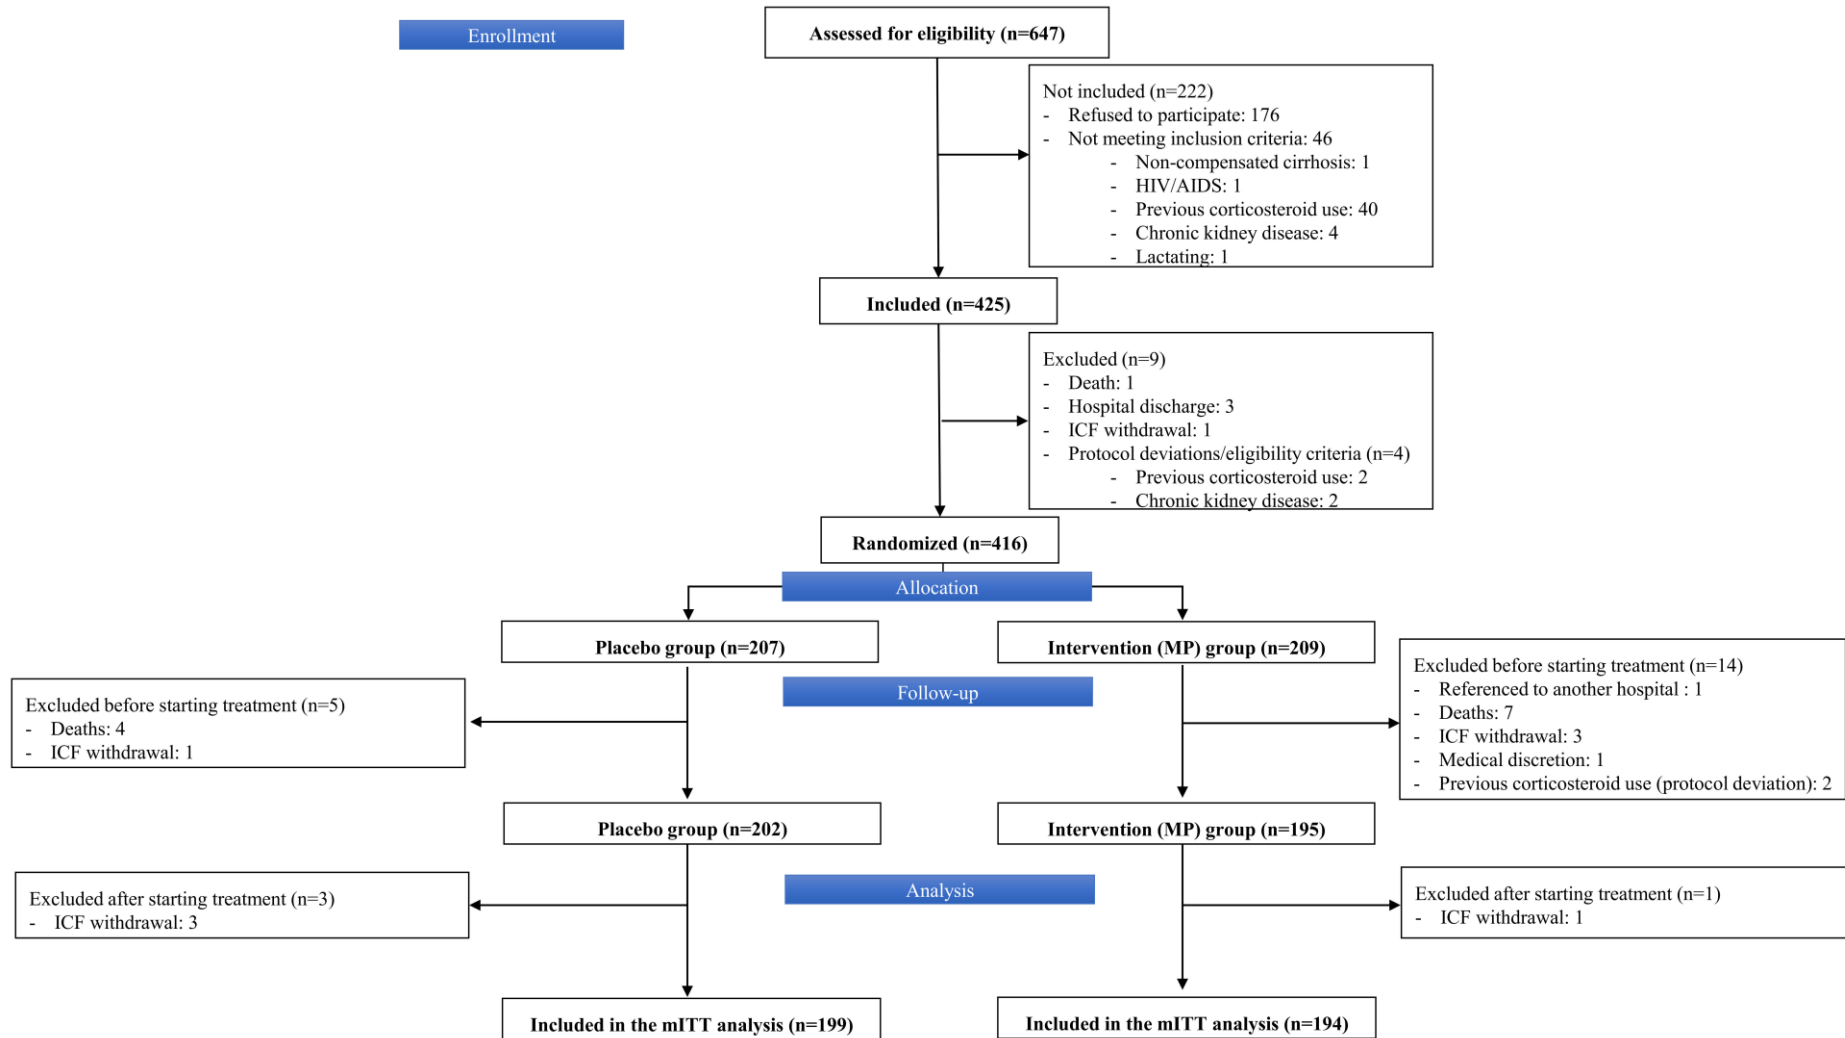 Enrollment
Assessed for eligibility (n=647)
Not included (n=222)
- Refused to participate: 176
- Not meeting inclusion criteria: 46
- Non-compensated cirrhosis: 1
- HIV/AIDS: 1
- Previous corticosteroid use: 40
- Chronic kidney disease: 4
- Lactating: 1
Included (n=425)
Excluded (n=9)
- Death: 1
- Hospital discharge: 3
- ICF withdrawal: 1
- Protocol deviations/eligibility criteria (n=4)
- Previous corticosteroid use: 2
- Chronic kidney disease: 2
Randomized (n=416)
Allocation
Placebo group (n=207)
Intervention (MP) group (n=209)
Follow-up
Excluded before starting treatment (n=5)
- Deaths: 4
- ICF withdrawal: 1
Excluded before starting treatment (n=14)
- Referenced to another hospital : 1
- Deaths: 7
- ICF withdrawal: 3
- Medical discretion: 1
- Previous corticosteroid use (protocol deviation): 2
Placebo group (n=202)
Intervention (MP) group (n=195)
Analysis
Excluded after starting treatment (n=3)
- ICF withdrawal: 3
Excluded after starting treatment (n=1)
- ICF withdrawal: 1
Included in the mITT analysis (n=199)
Included in the mITT analysis (n=194)